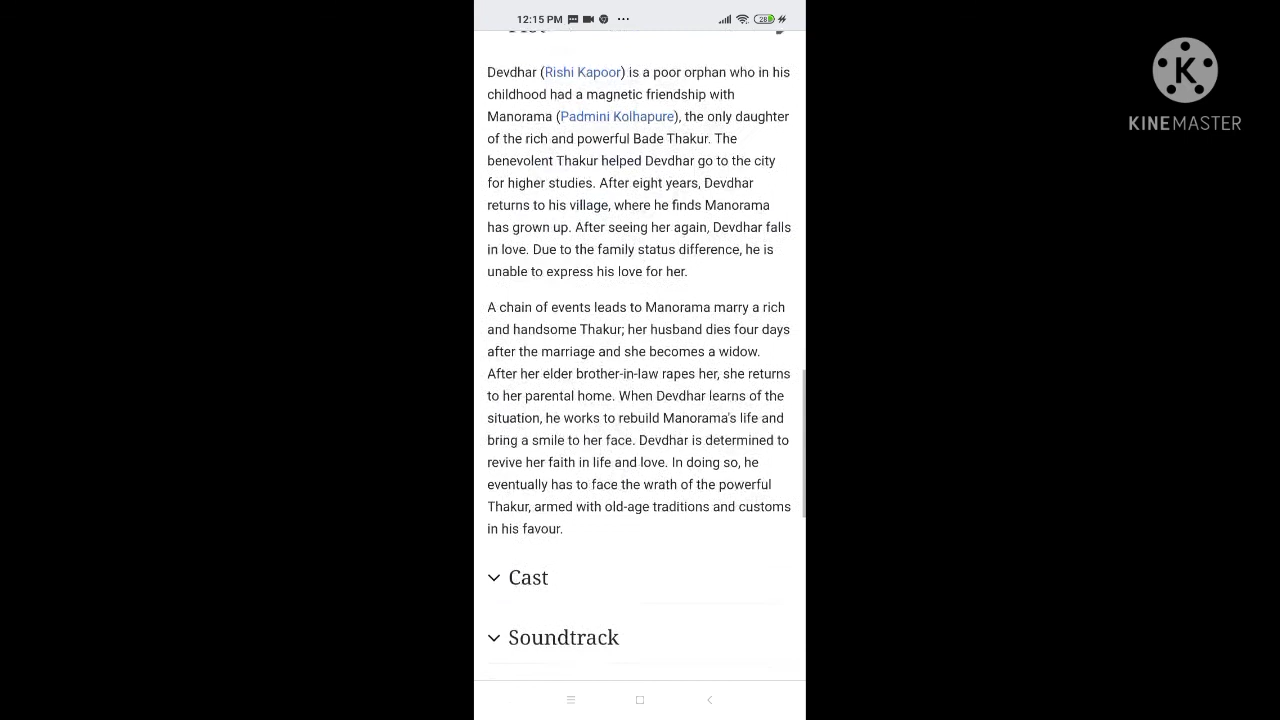 12:15 PM
28
Devdhar (Rishi Kapoor) is a poor orphan who in his
childhood had a magnetic friendship with
Manorama (Padmini Kolhapure), the only daughter
of the rich and powerful Bade Thakur. The
benevolent Thakur helped Devdhar go to the city
for higher studies. After eight years, Devdhar
returns to his village, where he finds Manorama
has grown up. After seeing her again, Devdhar falls
in love. Due to the family status difference, he is
unable to express his love for her.
A chain of events leads to Manorama marry a rich
and handsome Thakur; her husband dies four days
after the marriage and she becomes a widow.
After her elder brother-in-law rapes her, she returns
to her parental home. When Devdhar learns of the
situation, he works to rebuild Manorama's life and
bring a smile to her face. Devdhar is determined to
revive her faith in life and love. In doing so, he
eventually has to face the wrath of the powerful
Thakur, armed with old-age traditions and customs
in his favour.
Cast
Soundtrack
K
KINEMASTER